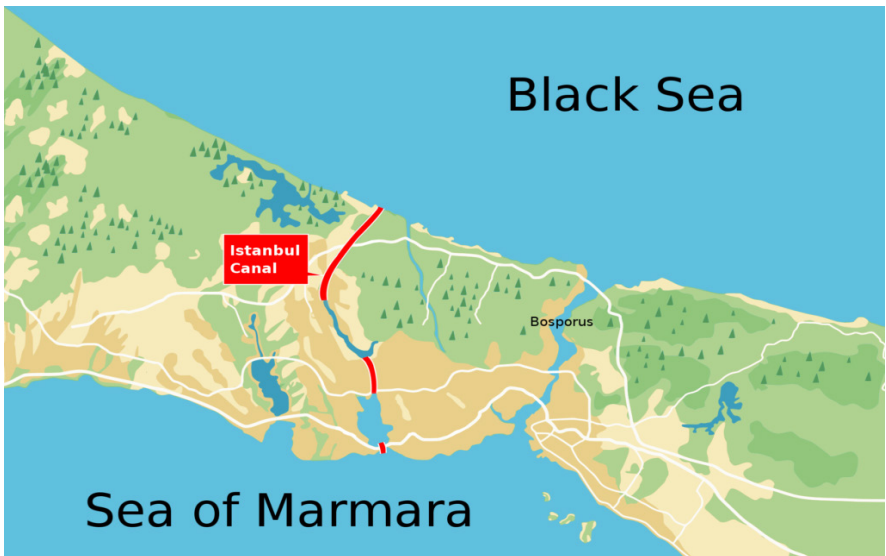 Black Sea
Istanbul
Canal
Bosporus
Sea of Marmara